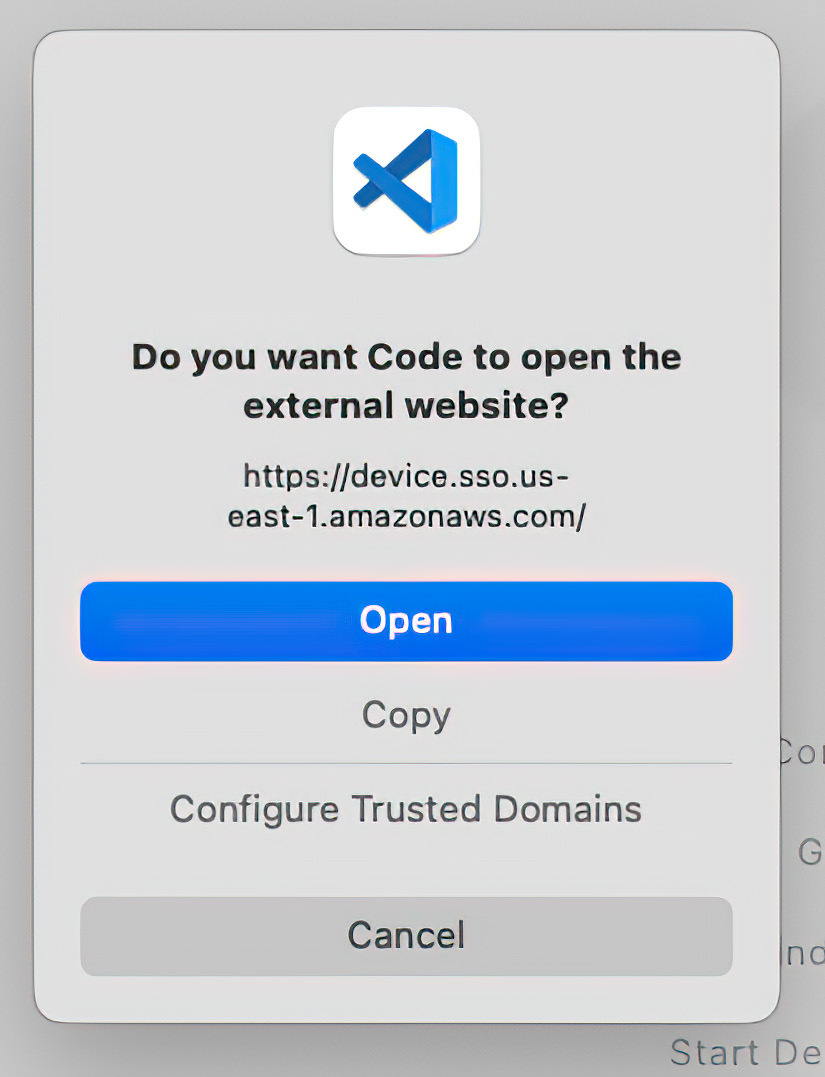 Do you want Code to open the
external website?
https://device.sso.us-
east-1.amazonaws.com/
Open
Copy
Configure Trusted Domains
Cancel
Start